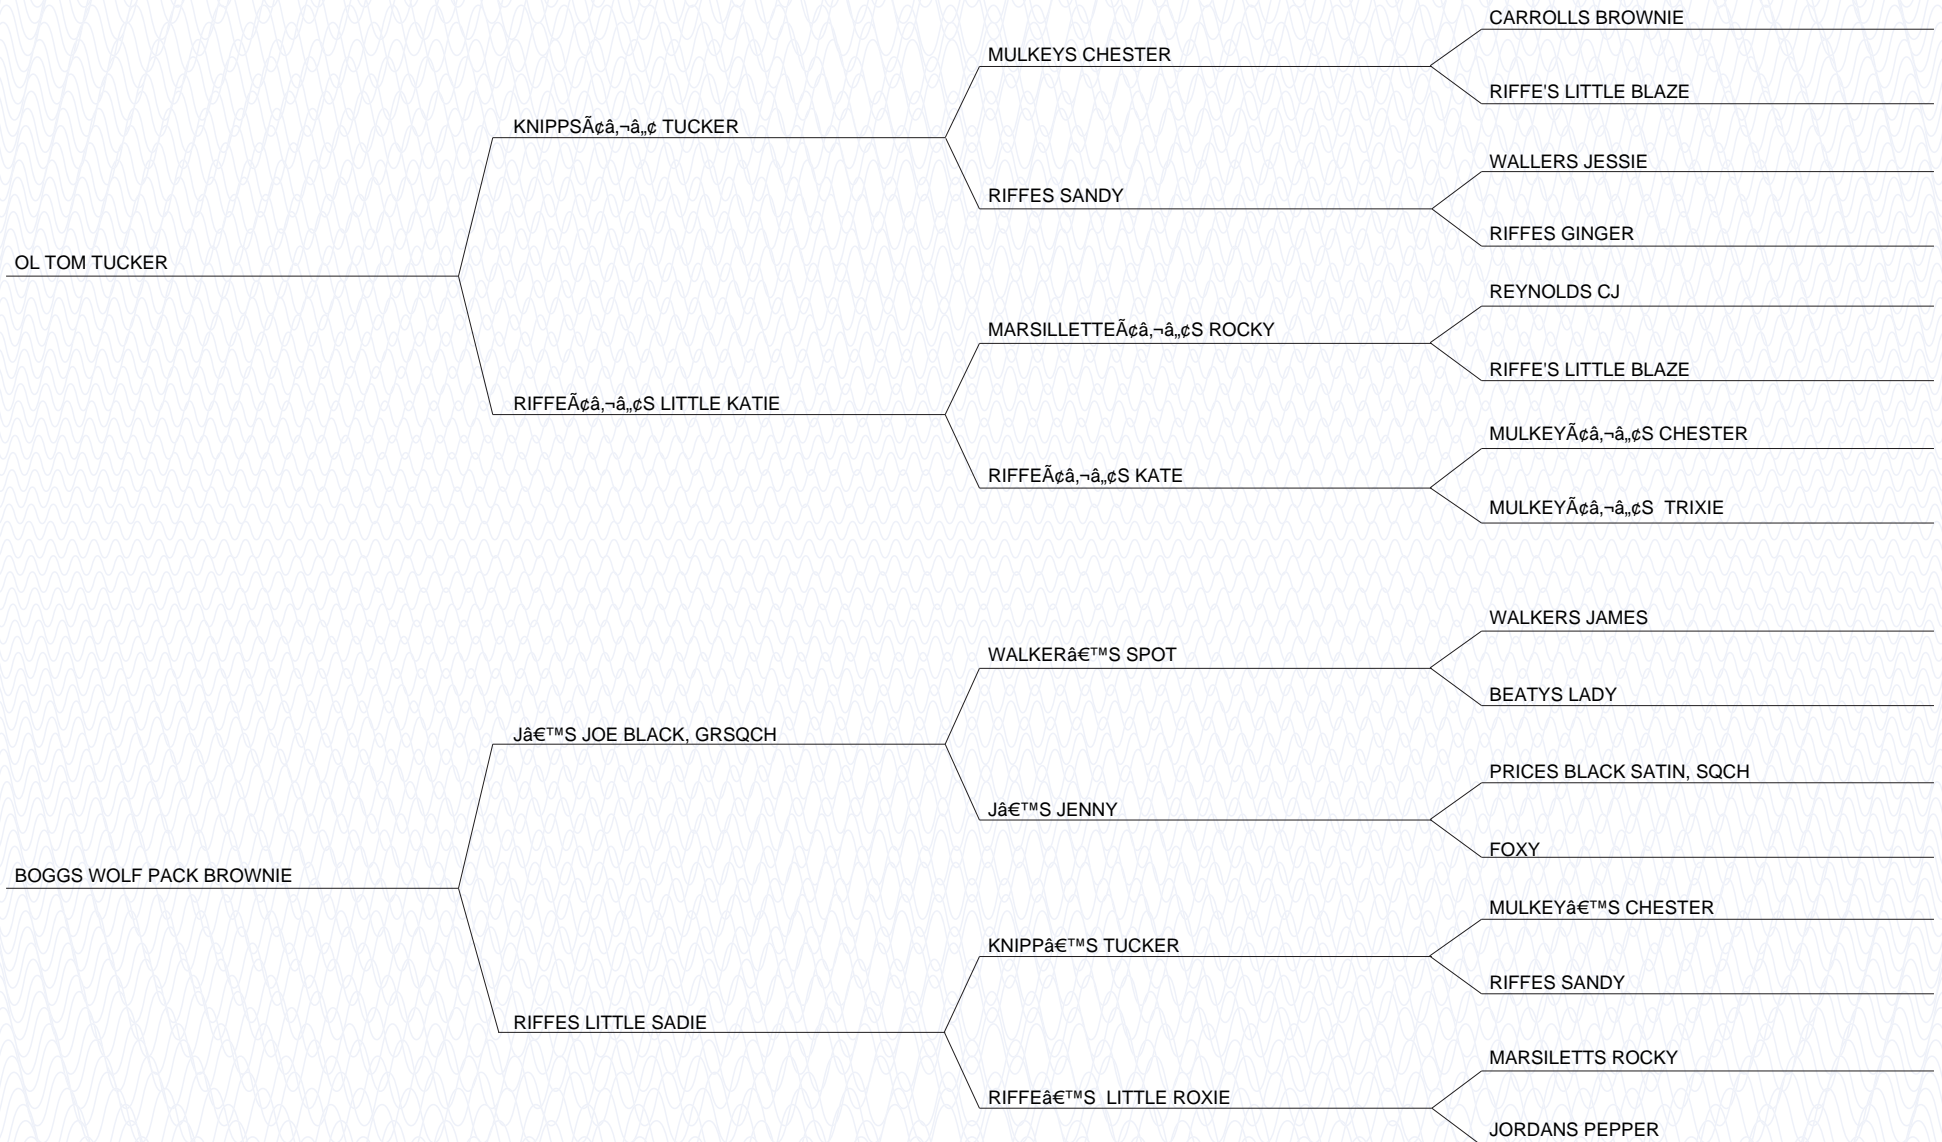 CARROLLS BROWNIE
MULKEYS CHESTER
RIFFE'S LITTLE BLAZE
KNIPPSÃ¢â‚¬â„¢ TUCKER
WALLERS JESSIE
RIFFES SANDY
RIFFES GINGER
OL TOM TUCKER
REYNOLDS CJ
MARSILLETTEÃ¢â‚¬â„¢S ROCKY
RIFFE'S LITTLE BLAZE
RIFFEÃ¢â‚¬â„¢S LITTLE KATIE
MULKEYÃ¢â‚¬â„¢S CHESTER
RIFFEÃ¢â‚¬â„¢S KATE
MULKEYÃ¢â‚¬â„¢S  TRIXIE
WALKERS JAMES
WALKERâ€™S SPOT
BEATYS LADY
Jâ€™S JOE BLACK, GRSQCH
PRICES BLACK SATIN, SQCH
Jâ€™S JENNY
FOXY
BOGGS WOLF PACK BROWNIE
MULKEYâ€™S CHESTER
KNIPPâ€™S TUCKER
RIFFES SANDY
RIFFES LITTLE SADIE
MARSILETTS ROCKY
RIFFEâ€™S  LITTLE ROXIE
JORDANS PEPPER